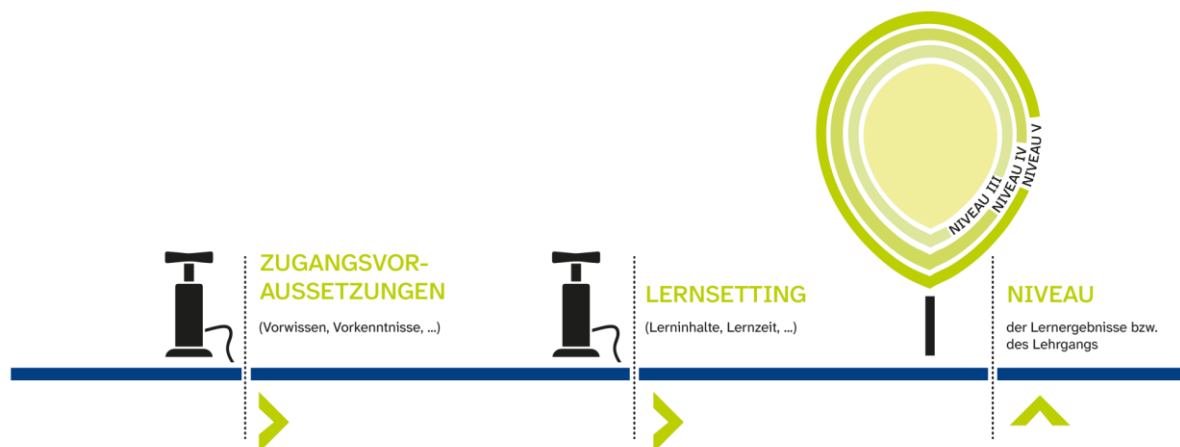 ZUGANGSVOR-
AUSSETZUNGEN
(Vorwissen, Vorkenntnisse, ...)
LERNSETTING
(Lerninhalte, Lernzeit, ...)
NIVEAU III
NIVEAU IV
NIVEAU V
NIVEAU
der Lernergebnisse bzw.
des Lehrgangs